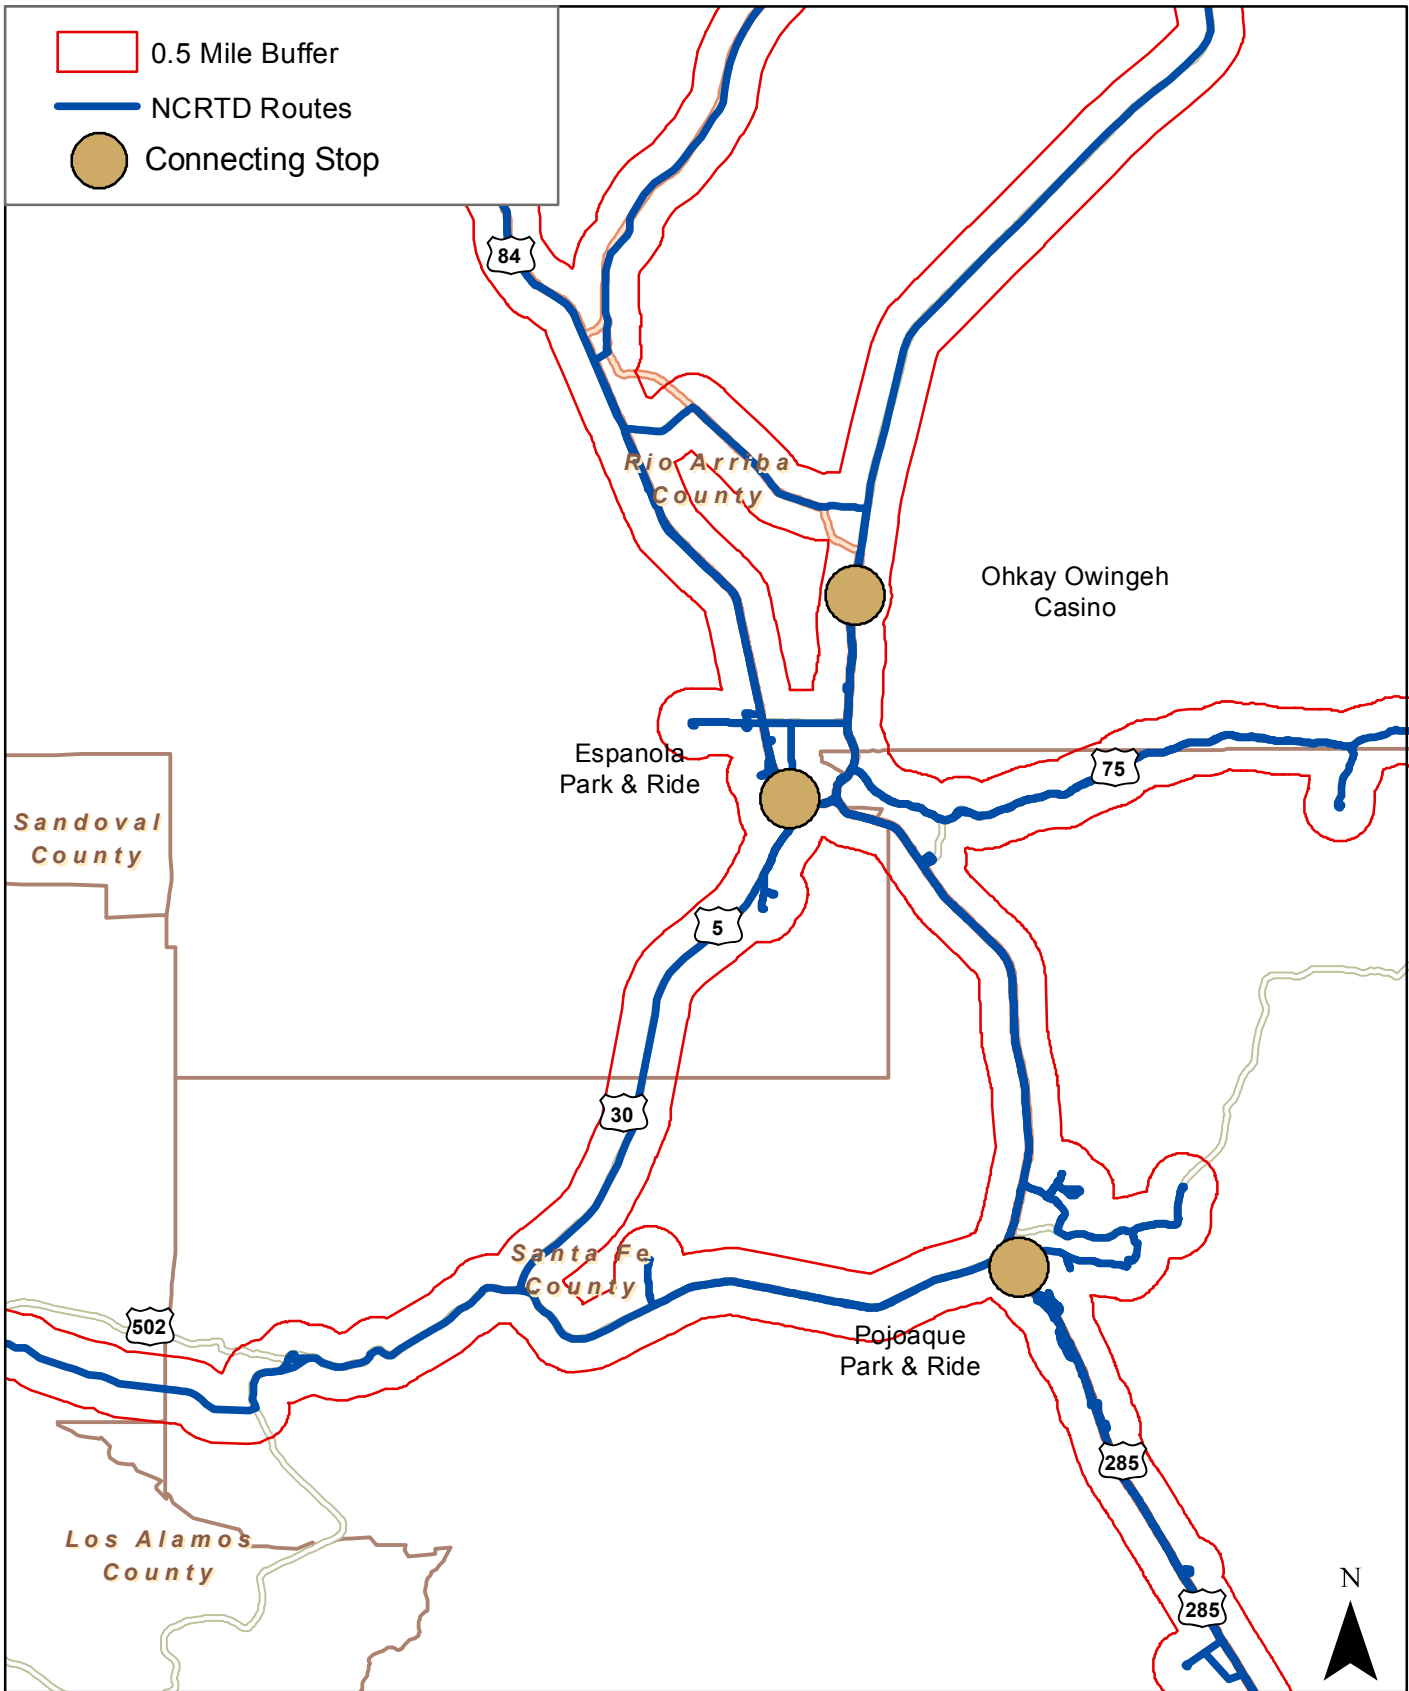 0.5 Mile Buffer
NCRTD Routes
Connecting Stop
84
Rio Arriba
County
Ohkay Owingeh
Casino
Espanola
Park & Ride
75
Sandoval
County
5
30
Santa Fe
County
502
Pojoaque
Park & Ride
285
Los Alamos
County
285
N